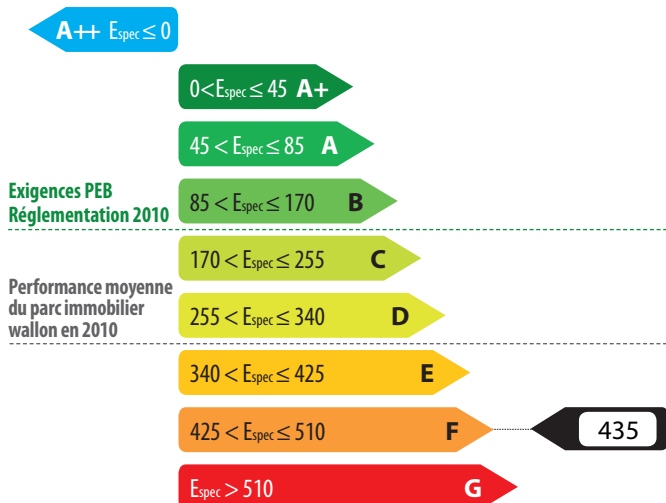 A++ Espec ≤ 0
0 < Espec ≤ 45 A+
45 < Espec ≤ 85 A
Exigences PEB
Réglementation 2010
85 < Espec ≤ 170 B
170 < Espec ≤ 255 C
Performance moyenne
du parc immobilier
wallon en 2010
255 < Espec ≤ 340 D
340 < Espec ≤ 425 E
425 < Espec ≤ 510 F 435
Espec > 510 G